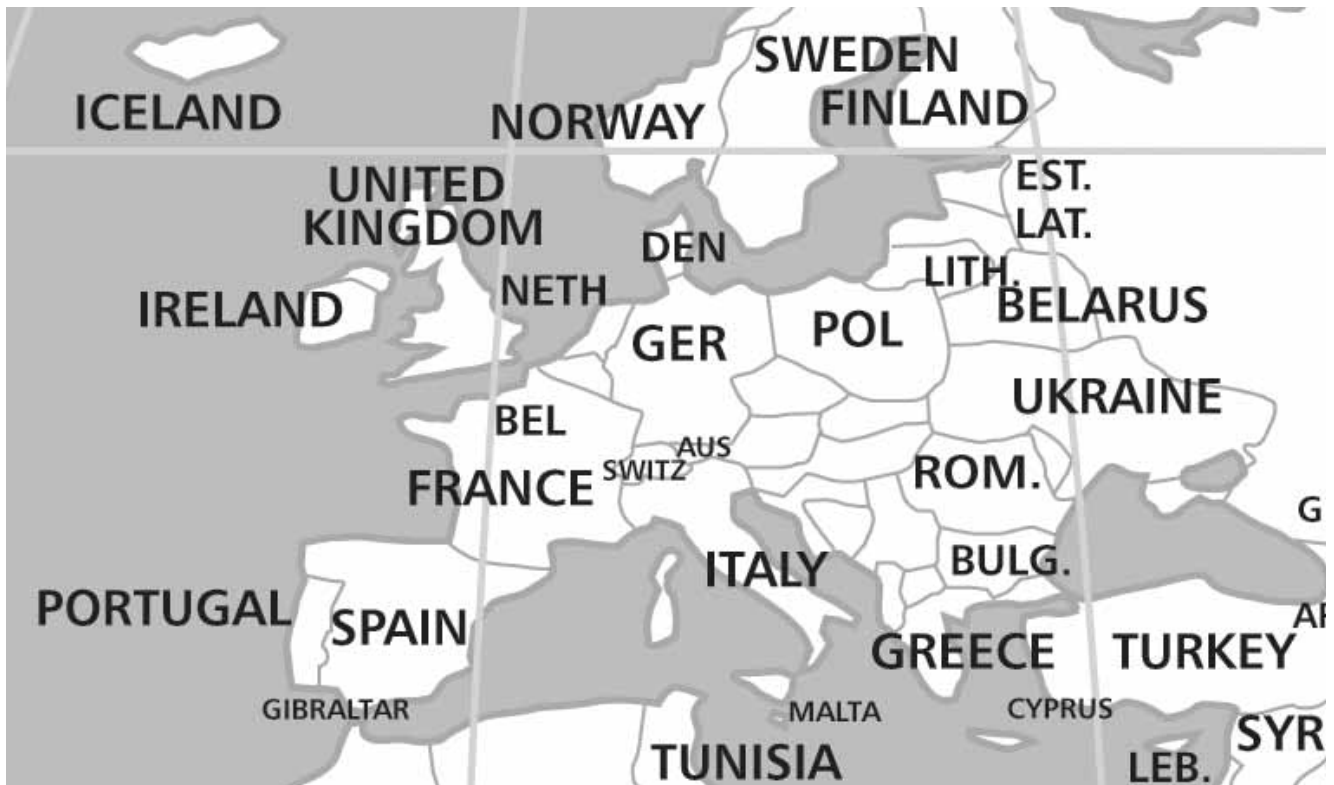 SWEDEN
ICELAND
NORWAY
FINLAND
UNITED
KINGDOM
EST.
LAT.
DEN
LITH.
NETH
IRELAND
BELARUS
GER
POL
UKRAINE
BEL
AUS
SWITZ
FRANCE
ROM.
G
ITALY
BULG.
PORTUGAL
SPAIN
AR
GREECE
TURKEY
GIBRALTAR
MALTA
CYPRUS
SYR
TUNISIA
LEB.